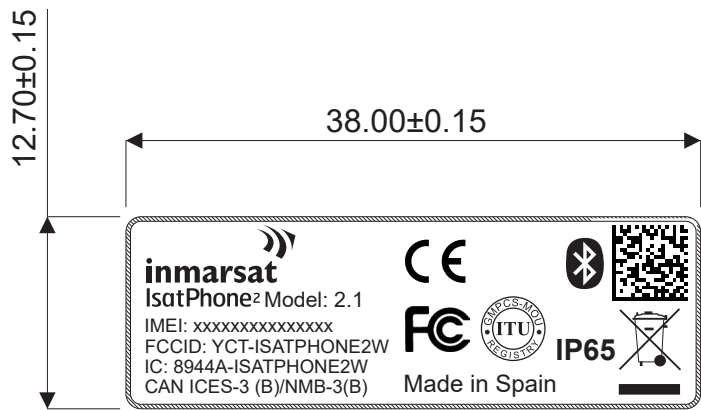 12.70±0.15
38.00±0.15
inmarsat
IsatPhone² Model: 2.1
IMEI: xxxxxxxxxxxxxxx
FCCID: YCT-ISATPHONE2W
IC: 8944A-ISATPHONE2W
CAN ICES-3 (B)/NMB-3(B)
CE
FC
GMPCS-MOU
ITU
REGISTRY
IP65
Made in Spain